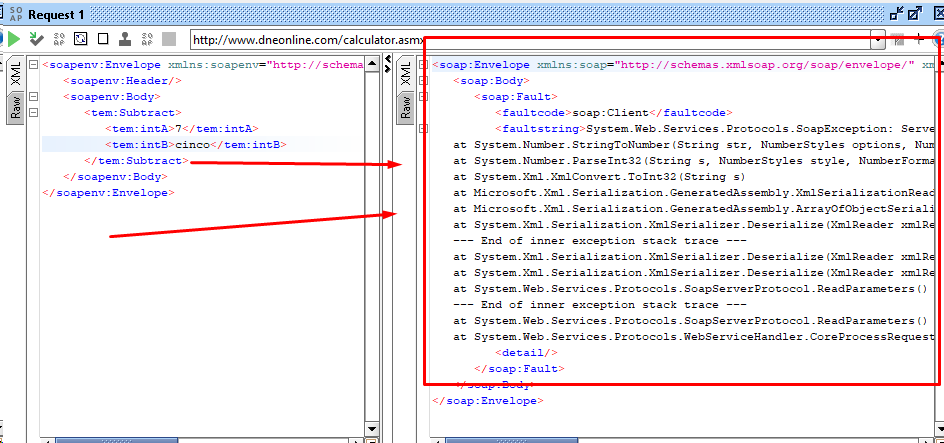 SO
AP
Request 1
SO
AP
SO
AP
http://www.dneonline.com/calculator.asmx
XML
Raw
<soapenv:Envelope xmlns:soapenv="http://schema
<soapenv:Header/>
<soapenv:Body>
<tem:Subtract>
<tem:intA>7</tem:intA>
<tem:intB>cinco</tem:intB>
</tem:Subtract>
</soapenv:Body>
</soapenv:Envelope>
XML
Raw
<soap:Envelope xmlns:soap="http://schemas.xmlsoap.org/soap/envelope/" xm
<soap:Body>
<soap:Fault>
<faultcode>soap:Client</faultcode>
<faultstring>System.Web.Services.Protocols.SoapException: Serve
at System.Number.StringToNumber(String str, NumberStyles options, Num
at System.Number.ParseInt32(String s, NumberStyles style, NumberForma
at System.Xml.XmlConvert.ToInt32(String s)
at Microsoft.Xml.Serialization.GeneratedAssembly.XmlSerializationRead
at Microsoft.Xml.Serialization.GeneratedAssembly.ArrayOfObjectSeriali
at System.Xml.Serialization.XmlSerializer.Deserialize(XmlReader xmlRe
--- End of inner exception stack trace ---
at System.Xml.Serialization.XmlSerializer.Deserialize(XmlReader xmlRe
at System.Xml.Serialization.XmlSerializer.Deserialize(XmlReader xmlRe
at System.Web.Services.Protocols.SoapServerProtocol.ReadParameters()
--- End of inner exception stack trace ---
at System.Web.Services.Protocols.SoapServerProtocol.ReadParameters()
at System.Web.Services.Protocols.WebServiceHandler.CoreProcessRequest
<detail/>
</soap:Fault>
</soap:Body>
</soap:Envelope>